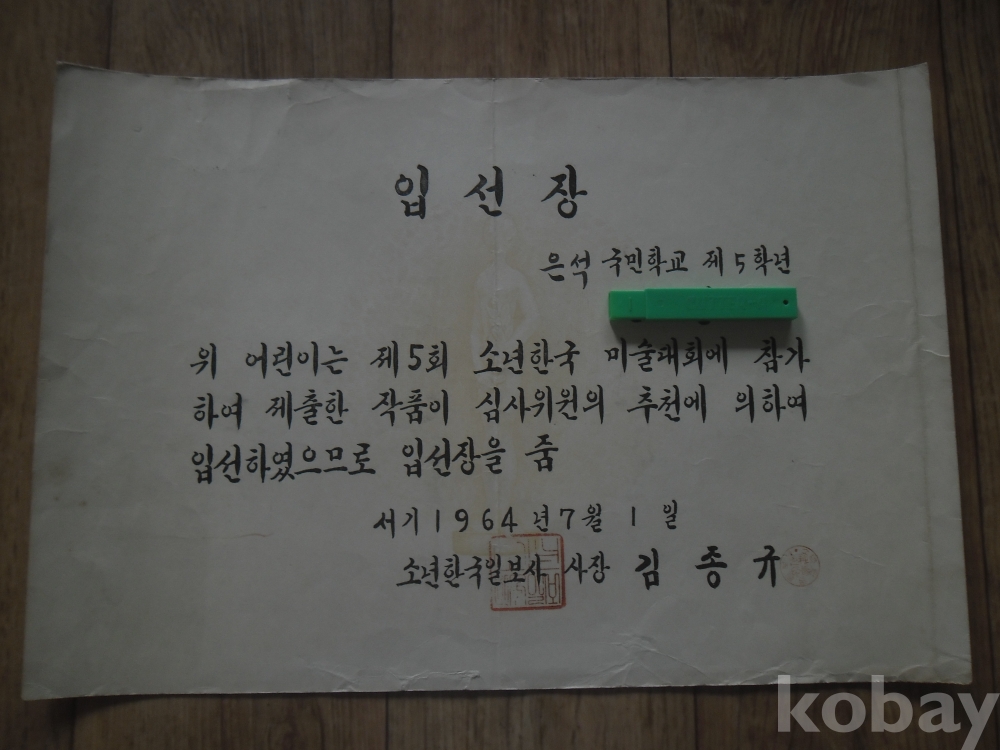 입선장
은석 국민학교 제5학년
위 어린이는 제5회 소년한국 미술대회에 참가
하여 제출한 작품이 심사위원의 추천에 의하여
입선하였으므로 입선장을 줌
서기 1964년 7월 1일
소년한국일보사 사장 김종규
kobay